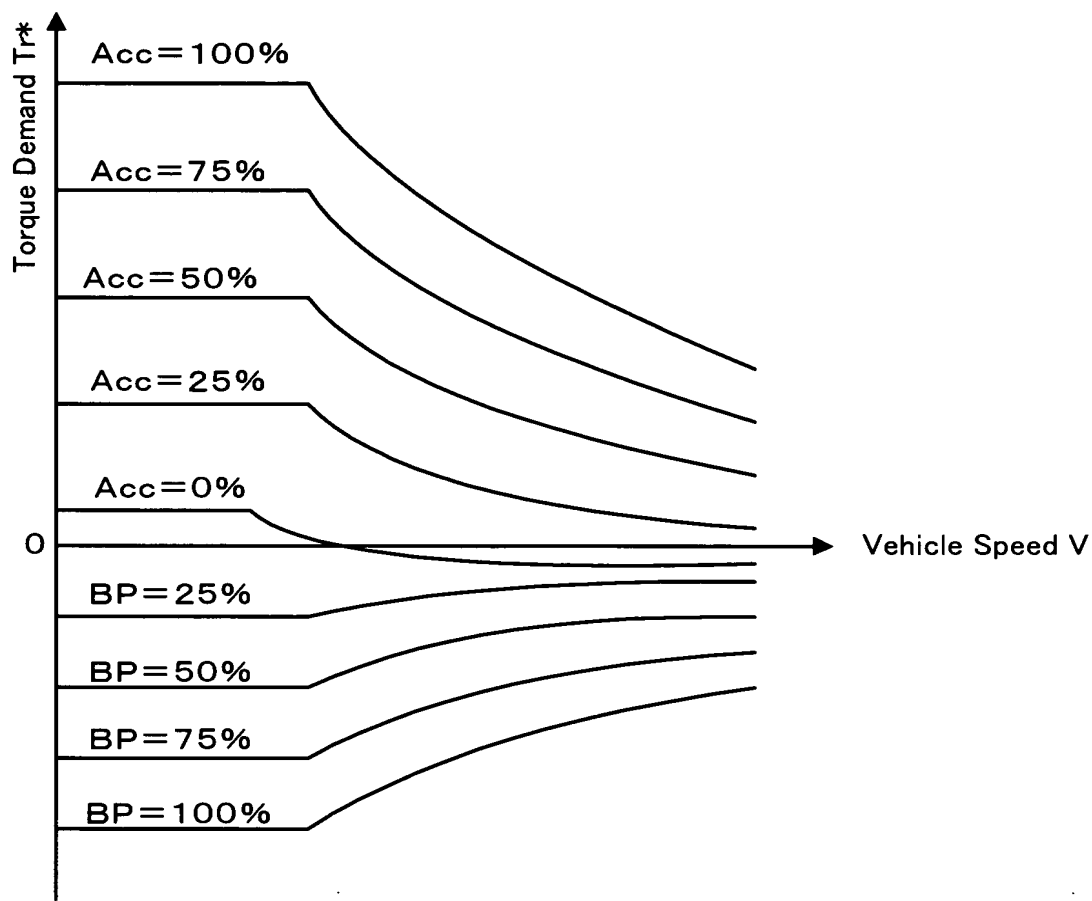 Torque Demand Tr*
Acc=100%
Acc=75%
Acc=50%
Acc=25%
Acc=0%
0
Vehicle Speed V
BP=25%
BP=50%
BP=75%
BP=100%